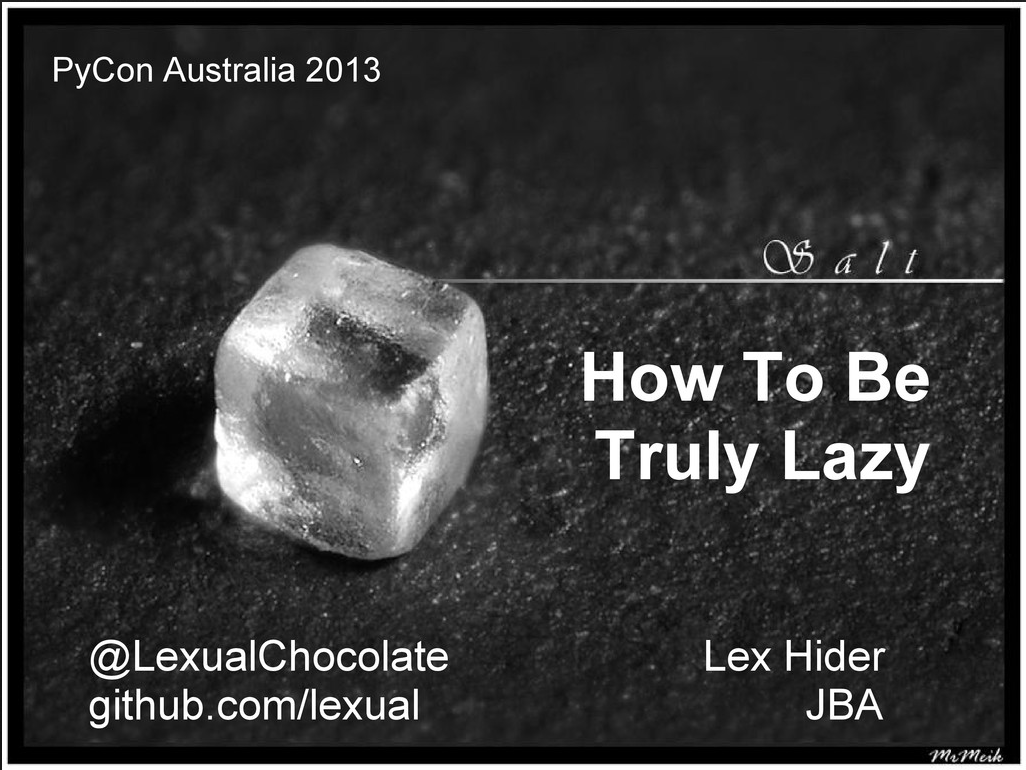 PyCon Australia 2013
Salt
How To Be
Truly Lazy
@LexualChocolate
github.com/lexual
Lex Hider
JBA
MrMeik